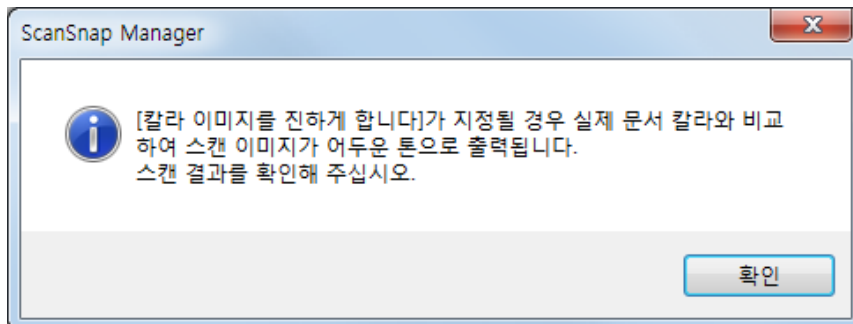 ScanSnap Manager
[칼라 이미지를 진하게 합니다]가 지정될 경우 실제 문서 칼라와 비교
하여 스캔 이미지가 어두운 톤으로 출력됩니다.
스캔 결과를 확인해 주십시오.
확인